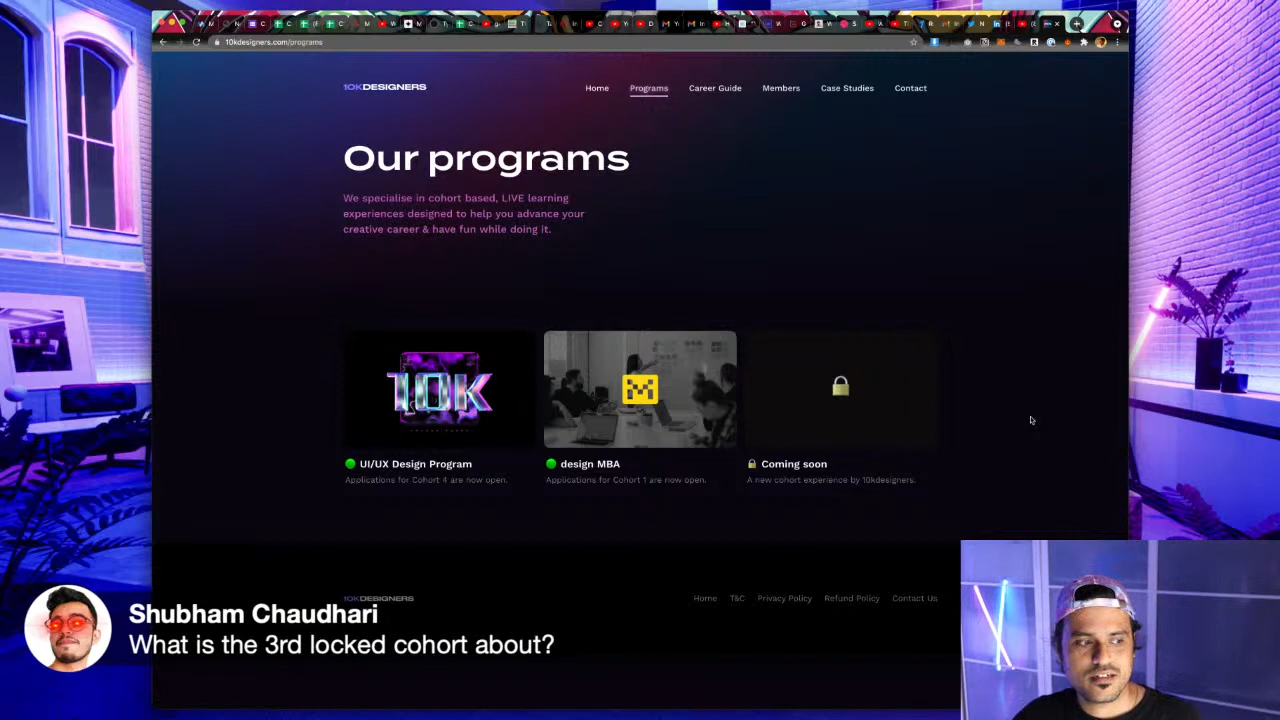 10kdesigners.com/programs
10KDESIGNERS
Home Programs Career Guide Members Case Studies Contact
Our programs
We specialise in cohort based, LIVE learning
experiences designed to help you advance your
creative career & have fun while doing it.
10K
M
UI/UX Design Program
Applications for Cohort 4 are now open.
design MBA
Applications for Cohort 1 are now open.
Coming soon
A new cohort experience by 10kdesigners.
10KDESIGNERS
Home T&C Privacy Policy Refund Policy Contact Us
Shubham Chaudhari
What is the 3rd locked cohort about?